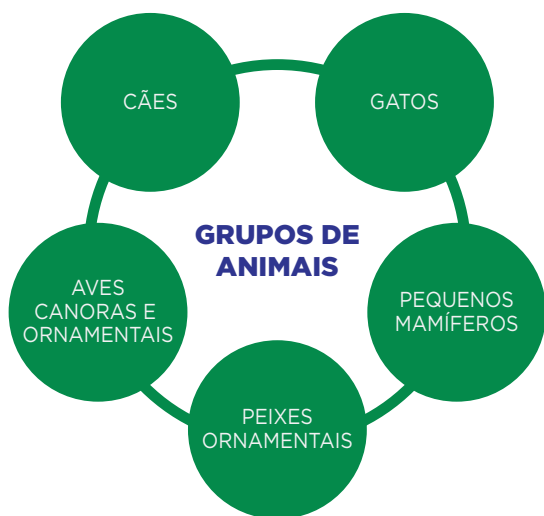 CÃES
GATOS
GRUPOS DE
ANIMAIS
AVES
CANORAS E
ORNAMENTAIS
PEQUENOS
MAMÍFEROS
PEIXES
ORNAMENTAIS